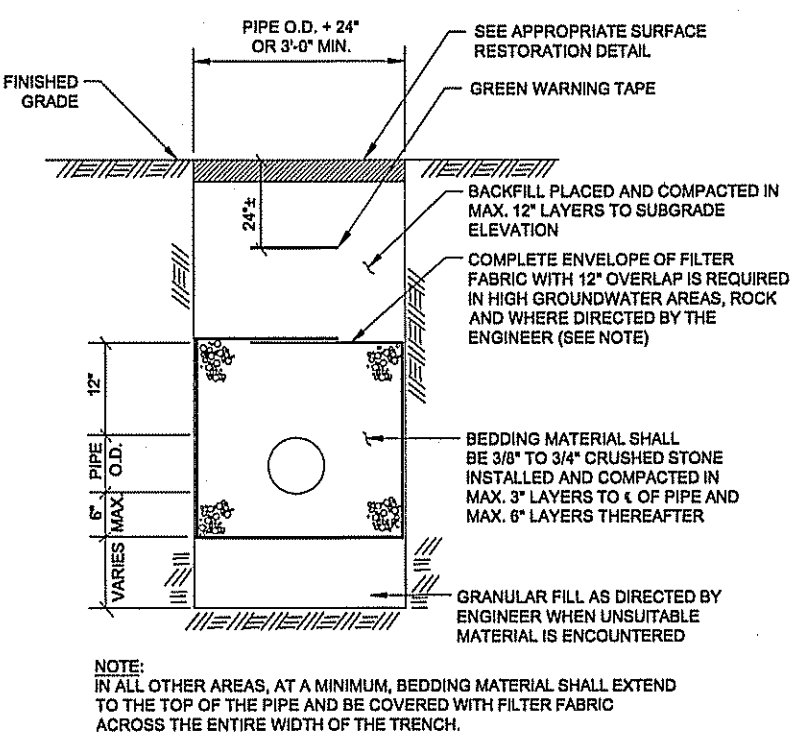 PIPE O.D. + 24"
OR 3'-0" MIN.
SEE APPROPRIATE SURFACE
RESTORATION DETAIL
FINISHED
GRADE
GREEN WARNING TAPE
24"±
BACKFILL PLACED AND COMPACTED IN
MAX. 12" LAYERS TO SUBGRADE
ELEVATION
COMPLETE ENVELOPE OF FILTER
FABRIC WITH 12" OVERLAP IS REQUIRED
IN HIGH GROUNDWATER AREAS, ROCK
AND WHERE DIRECTED BY THE
ENGINEER (SEE NOTE)
12"
PIPE
O.D.
6"
MAX.
VARIES
BEDDING MATERIAL SHALL
BE 3/8" TO 3/4" CRUSHED STONE
INSTALLED AND COMPACTED IN
MAX. 3" LAYERS TO ℄ OF PIPE AND
MAX. 6" LAYERS THEREAFTER
GRANULAR FILL AS DIRECTED BY
ENGINEER WHEN UNSUITABLE
MATERIAL IS ENCOUNTERED
NOTE:
IN ALL OTHER AREAS, AT A MINIMUM, BEDDING MATERIAL SHALL EXTEND
TO THE TOP OF THE PIPE AND BE COVERED WITH FILTER FABRIC
ACROSS THE ENTIRE WIDTH OF THE TRENCH.